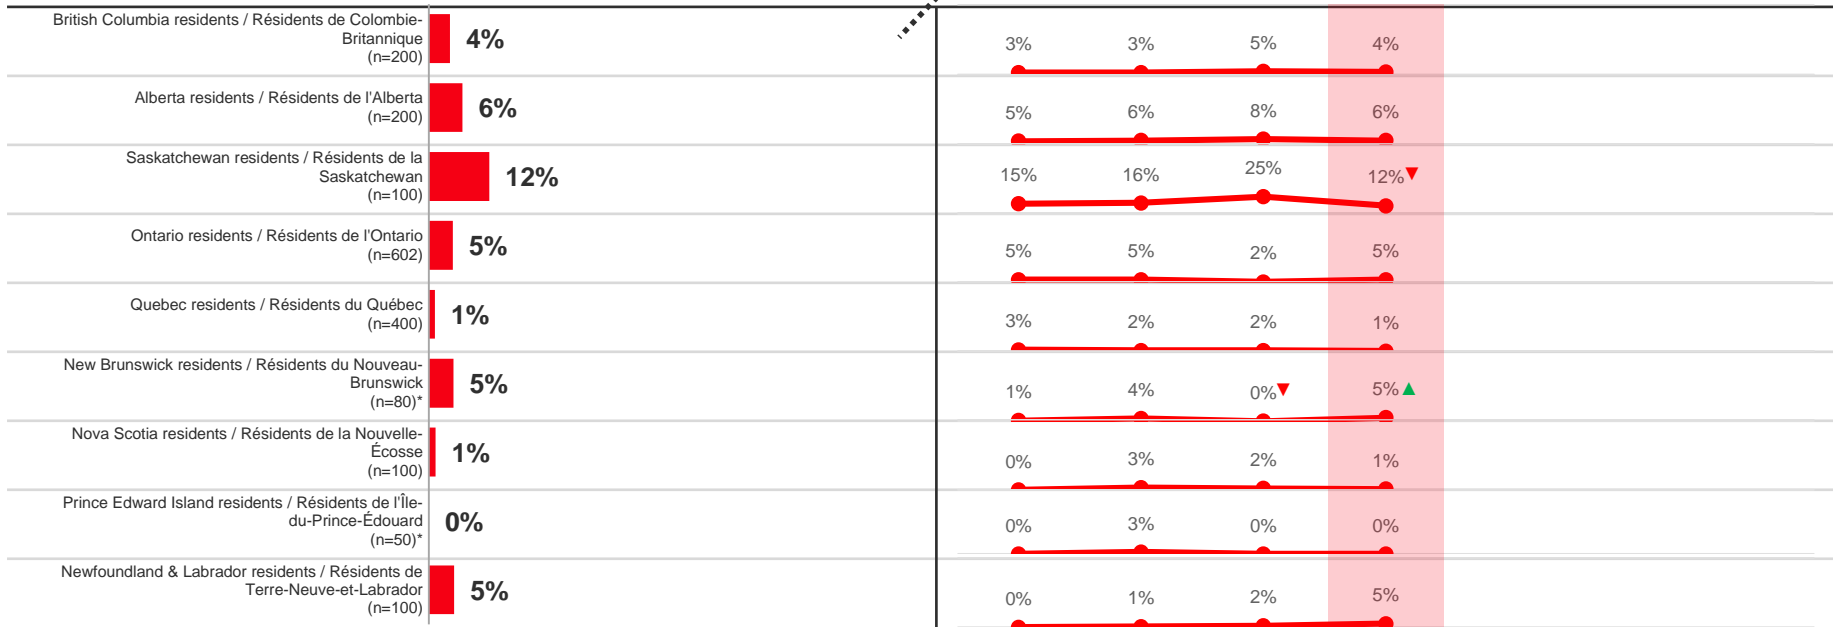 British Columbia residents / Résidents de Colombie-
Britannique
(n=200)
4%
3% 3% 5% 4%
Alberta residents / Résidents de l'Alberta
(n=200)
6%
5% 6% 8% 6%
Saskatchewan residents / Résidents de la
Saskatchewan
(n=100)
12%
15% 16% 25% 12%▼
Ontario residents / Résidents de l'Ontario
(n=602)
5%
5% 5% 2% 5%
Quebec residents / Résidents du Québec
(n=400)
1%
3% 2% 2% 1%
New Brunswick residents / Résidents du Nouveau-
Brunswick
(n=80)*
5%
1% 4% 0%▼ 5%▲
Nova Scotia residents / Résidents de la Nouvelle-
Écosse
(n=100)
1%
0% 3% 2% 1%
Prince Edward Island residents / Résidents de l'Île-
du-Prince-Édouard
(n=50)*
0%
0% 3% 0% 0%
Newfoundland & Labrador residents / Résidents de
Terre-Neuve-et-Labrador
(n=100)
5%
0% 1% 2% 5%